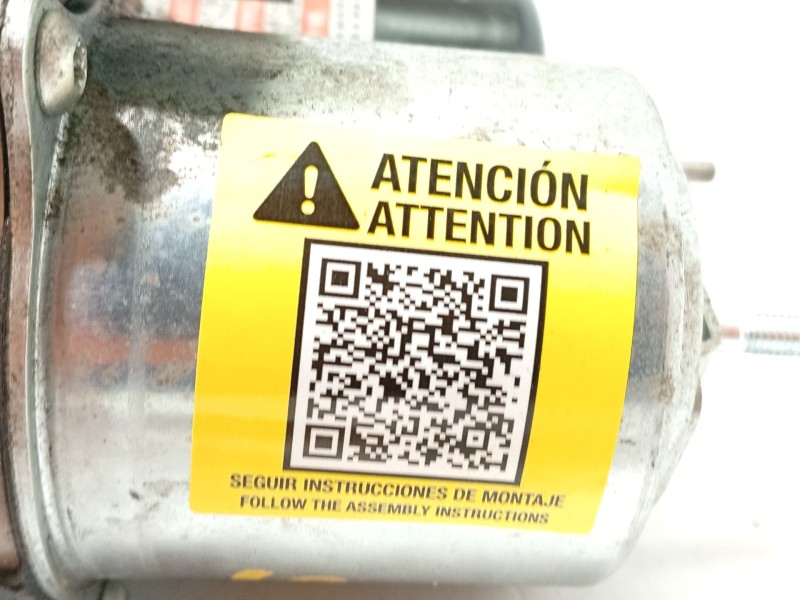 ATENCIÓN
ATTENTION
SEGUIR INSTRUCCIONES DE MONTAJE
FOLLOW THE ASSEMBLY INSTRUCTIONS